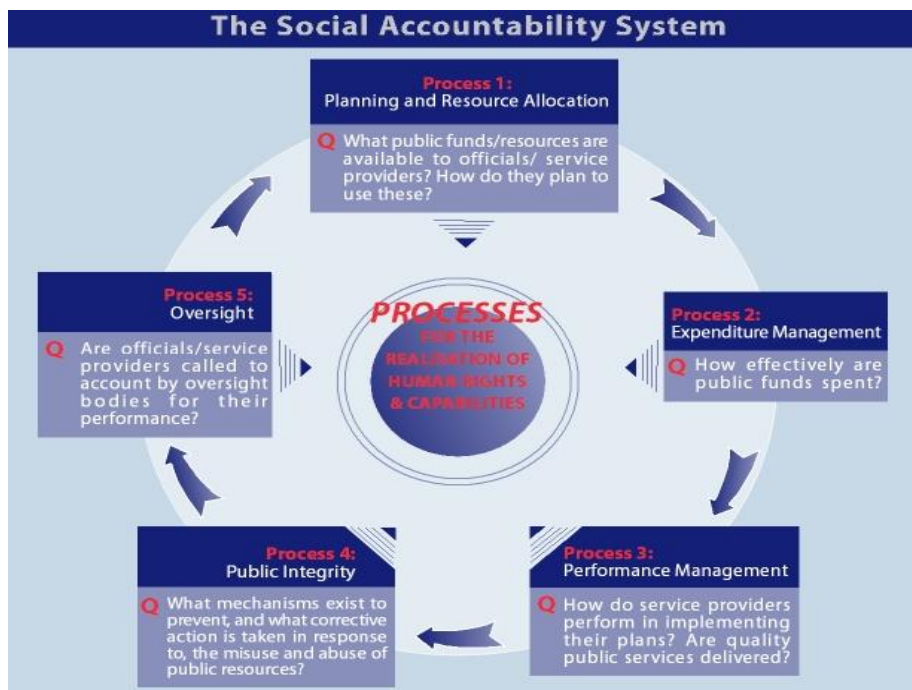 The Social Accountability System
Process 1:
Planning and Resource Allocation
Q What public funds/resources are
available to officials/ service
providers? How do they plan to
use these?
Process 2:
Expenditure Management
Q How effectively are
public funds spent?
Process 3:
Performance Management
Q How do service providers
perform in implementing
their plans? Are quality
public services delivered?
Process 4:
Public Integrity
Q What mechanisms exist to
prevent, and what corrective
action is taken in response
to, the misuse and abuse of
public resources?
Process 5:
Oversight
Q Are officials/service
providers called to
account by oversight
bodies for their
performance?
PROCESSES
FOR THE
REALISATION OF
HUMAN RIGHTS
& CAPABILITIES